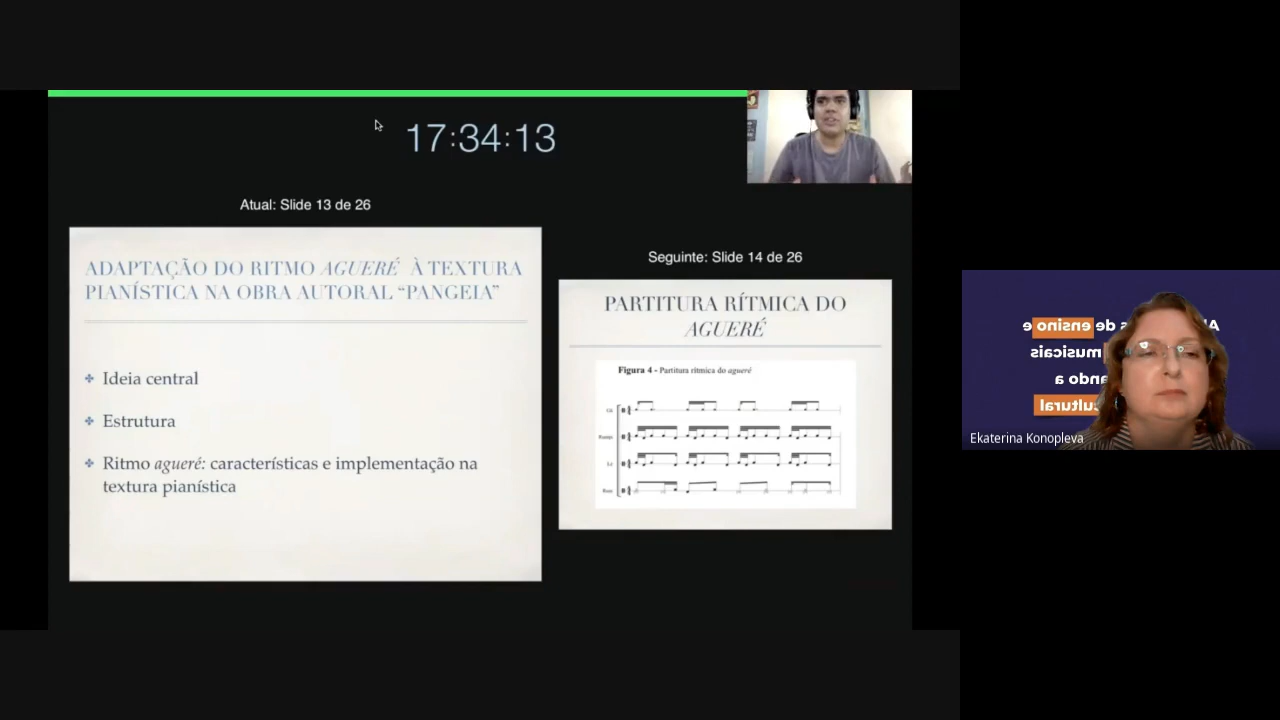 17:34:13
Atual: Slide 13 de 26
ADAPTAÇÃO DO RITMO AGUERÉ À TEXTURA
PIANÍSTICA NA OBRA AUTORAL “PANGEIA”
Ideia central
Estrutura
Ritmo agueré: características e implementação na
textura pianística
Seguinte: Slide 14 de 26
PARTITURA RÍTMICA DO
AGUERÉ
Figura 4 - Partitura rítmica do agueré
de ensino e
musicais
a
cultural
Ekaterina Konopleva